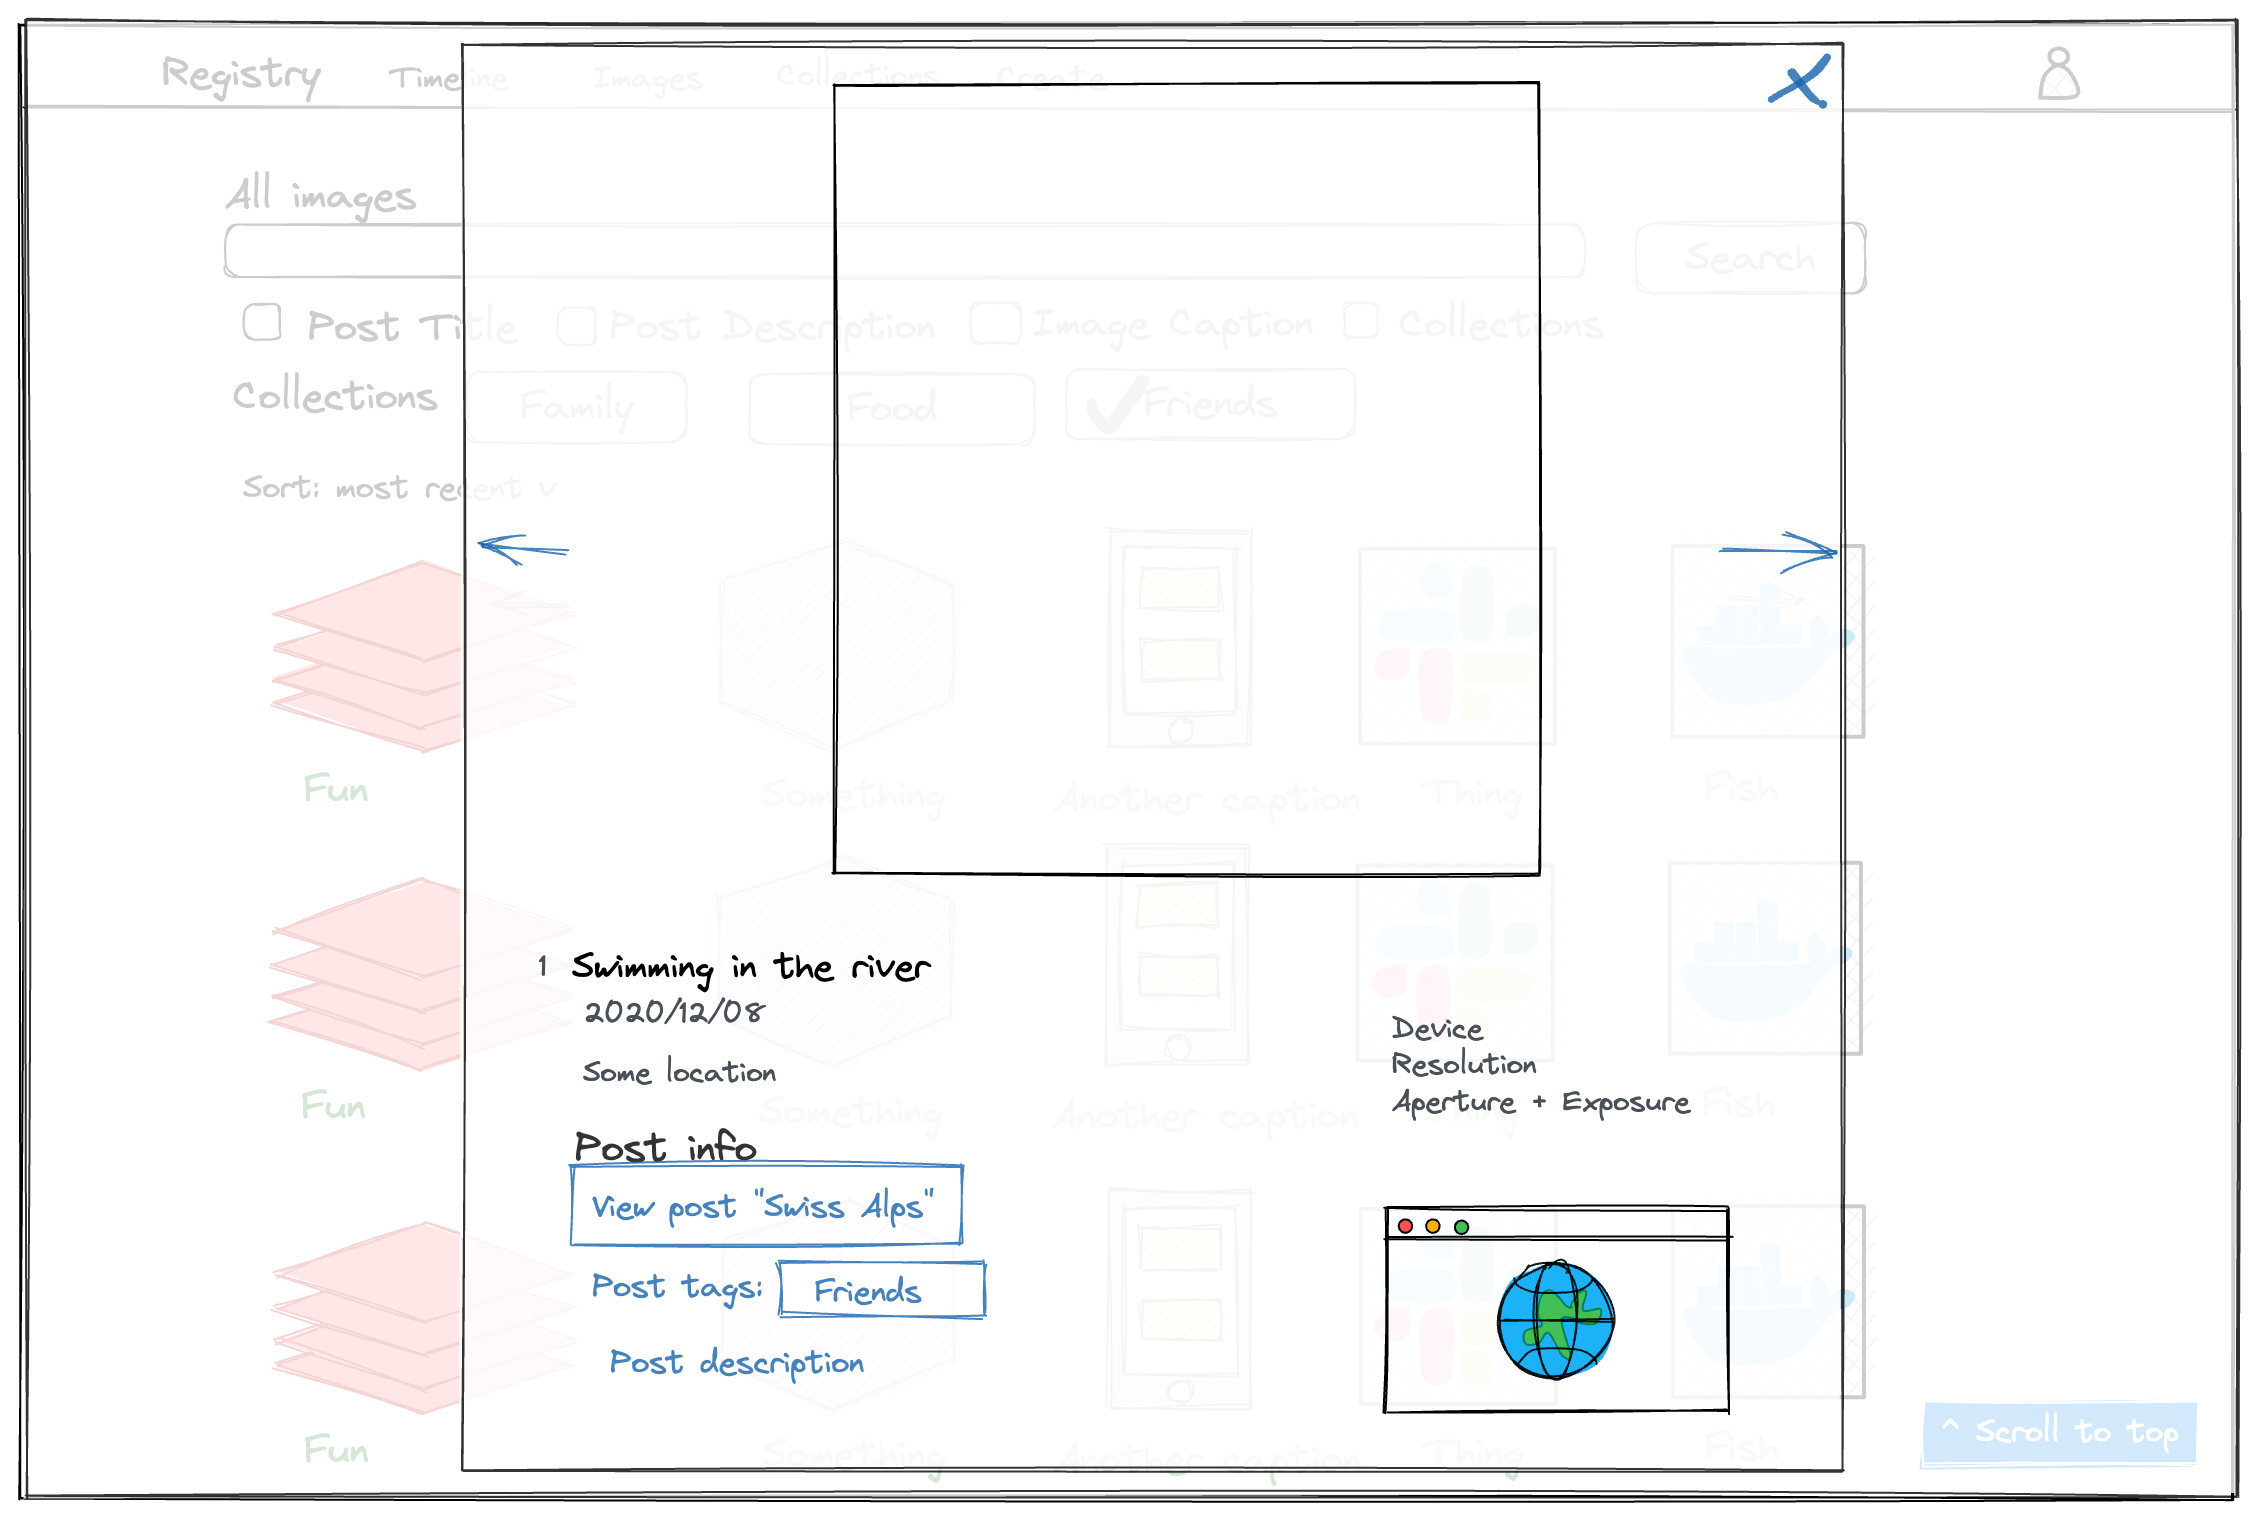 Registry Timeline Images Collections Create
All images
Search
Post Title Post Description Image Caption Collections
Collections Family Food Friends
Sort: most recent v
Fun Something Another caption Thing Fish
1 Swimming in the river
2020/12/08
Some location
Device
Resolution
Aperture + Exposure
Fun Something Another caption Thing Fish
Post info
View post "Swiss Alps"
Post tags: Friends
Post description
^ Scroll to top
Fun Something Another caption Thing Fish